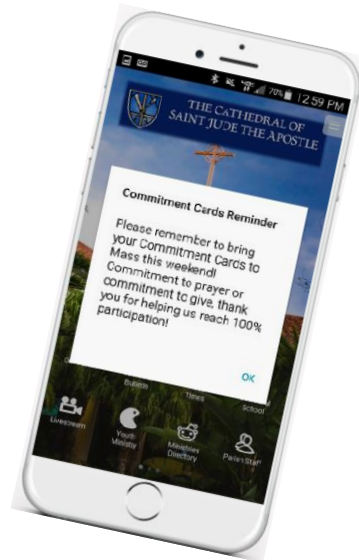 70% 12:59 PM
THE CATHEDRAL OF
SAINT JUDE THE APOSTLE
Commitment Cards Reminder
Please remember to bring
your Commitment Cards to
Mass this weekend!
Commitment to prayer or
commitment to give, thank
you for helping us reach 100%
participation!
OK
Bulletin
Times
School
Livestream
Youth
Ministry
Ministries
Directory
Parish Staff